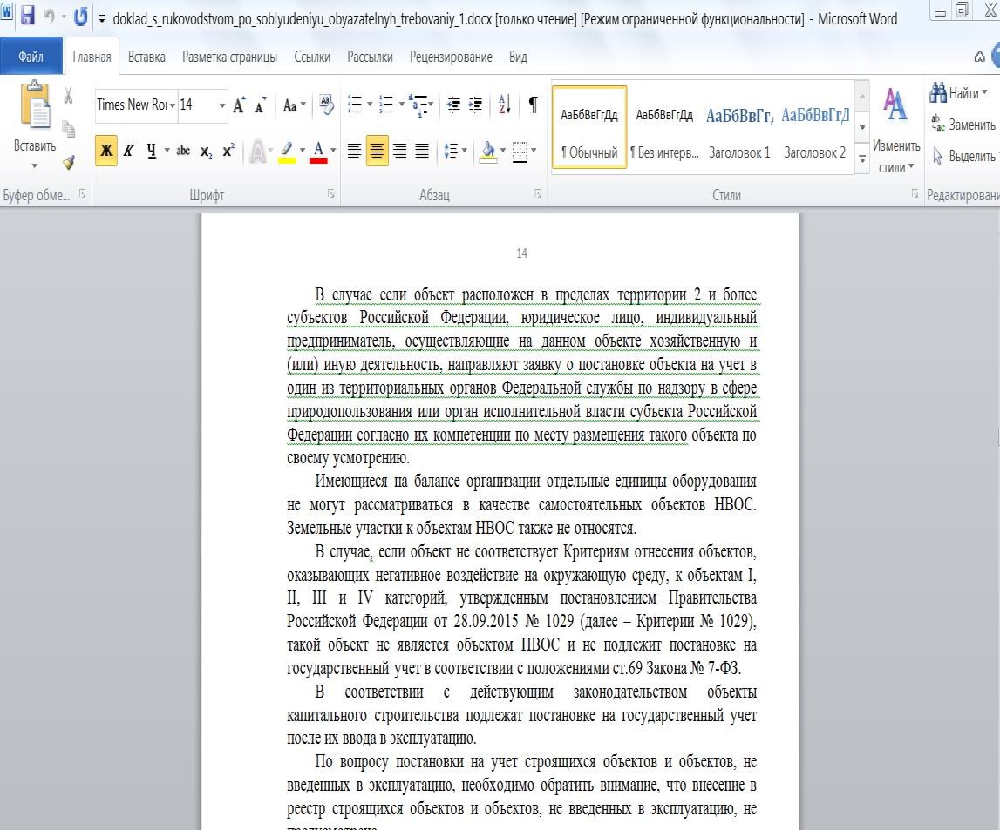 doklad_s_rukovodstvom_po_soblyudeniyu_obyazatelnyh_trebovaniy_1.docx [только чтение] [Режим ограниченной функциональности] - Microsoft Word
Файл Главная Вставка Разметка страницы Ссылки Рассылки Рецензирование Вид
Вставить
Times New Roı 14
Aa
Ж К Ч abc x₂ x²
АаБбВвГгДд АаБбВвГгДд АаБбВвГг, АаБбВвГгД
¶ Обычный ¶ Без интерв... Заголовок 1 Заголовок 2
Изменить стили
Найти
Заменить
Выделить
Буфер обме... Шрифт Абзац Стили Редактировани
14
В случае если объект расположен в пределах территории 2 и более
субъектов Российской Федерации, юридическое лицо, индивидуальный
предприниматель, осуществляющие на данном объекте хозяйственную и
(или) иную деятельность, направляют заявку о постановке объекта на учет в
один из территориальных органов Федеральной службы по надзору в сфере
природопользования или орган исполнительной власти субъекта Российской
Федерации согласно их компетенции по месту размещения такого объекта по
своему усмотрению.
Имеющиеся на балансе организации отдельные единицы оборудования
не могут рассматриваться в качестве самостоятельных объектов НВОС.
Земельные участки к объектам НВОС также не относятся.
В случае, если объект не соответствует Критериям отнесения объектов,
оказывающих негативное воздействие на окружающую среду, к объектам I,
II, III и IV категорий, утвержденным постановлением Правительства
Российской Федерации от 28.09.2015 № 1029 (далее – Критерии № 1029),
такой объект не является объектом НВОС и не подлежит постановке на
государственный учет в соответствии с положениями ст.69 Закона № 7-ФЗ.
В соответствии с действующим законодательством объекты
капитального строительства подлежат постановке на государственный учет
после их ввода в эксплуатацию.
По вопросу постановки на учет строящихся объектов и объектов, не
введенных в эксплуатацию, необходимо обратить внимание, что внесение в
реестр строящихся объектов и объектов, не введенных в эксплуатацию, не